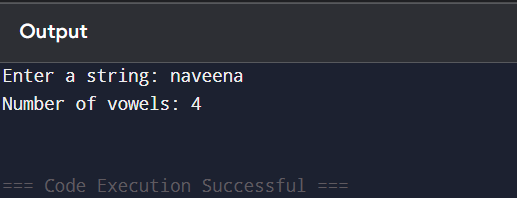 Output
Enter a string: naveena
Number of vowels: 4
=== Code Execution Successful ===